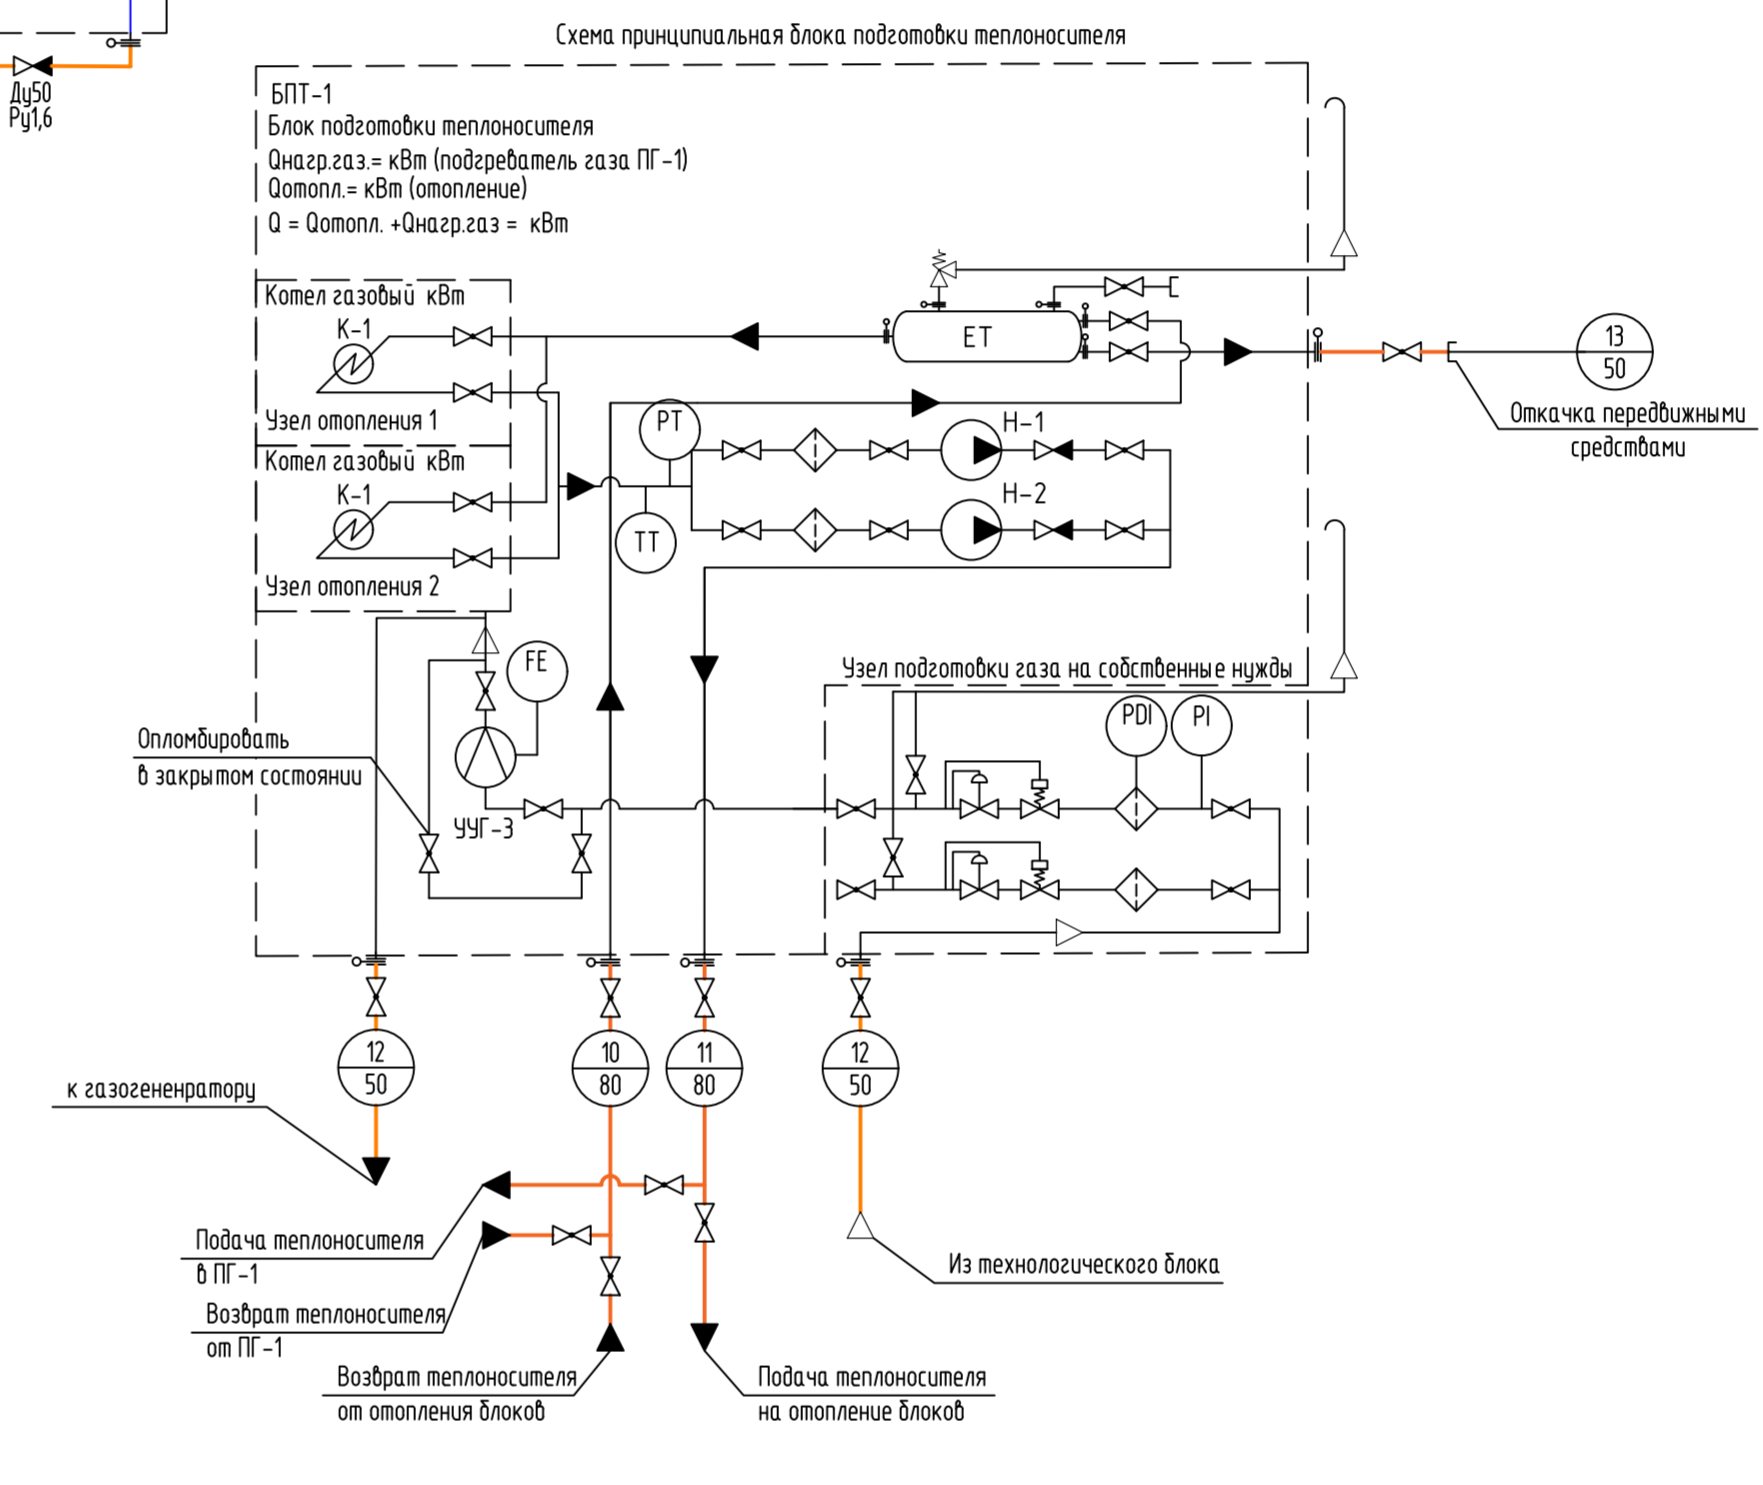 Схема принципиальная блока подготовки теплоносителя
Ду50
Ру1,6
БПТ-1
Блок подготовки теплоносителя
Qнагр.газ.= кВт (подгреватель газа ПГ-1)
Qотопл.= кВт (отопление)
Q = Qотопл. +Qнагр.газ = кВт
Котел газовый кВт
К-1
Узел отопления 1
Котел газовый кВт
К-1
Узел отопления 2
ЕТ
13
50
Откачка передвижными
средствами
PT
TT
Н-1
Н-2
FE
Узел подготовки газа на собственные нужды
PDI
PI
Опломбировать
в закрытом состоянии
УУГ-3
12
50
10
80
11
80
12
50
к газогененратору
Подача теплоносителя
в ПГ-1
Возврат теплоносителя
от ПГ-1
Возврат теплоносителя
от отопления блоков
Подача теплоносителя
на отопление блоков
Из технологического блока